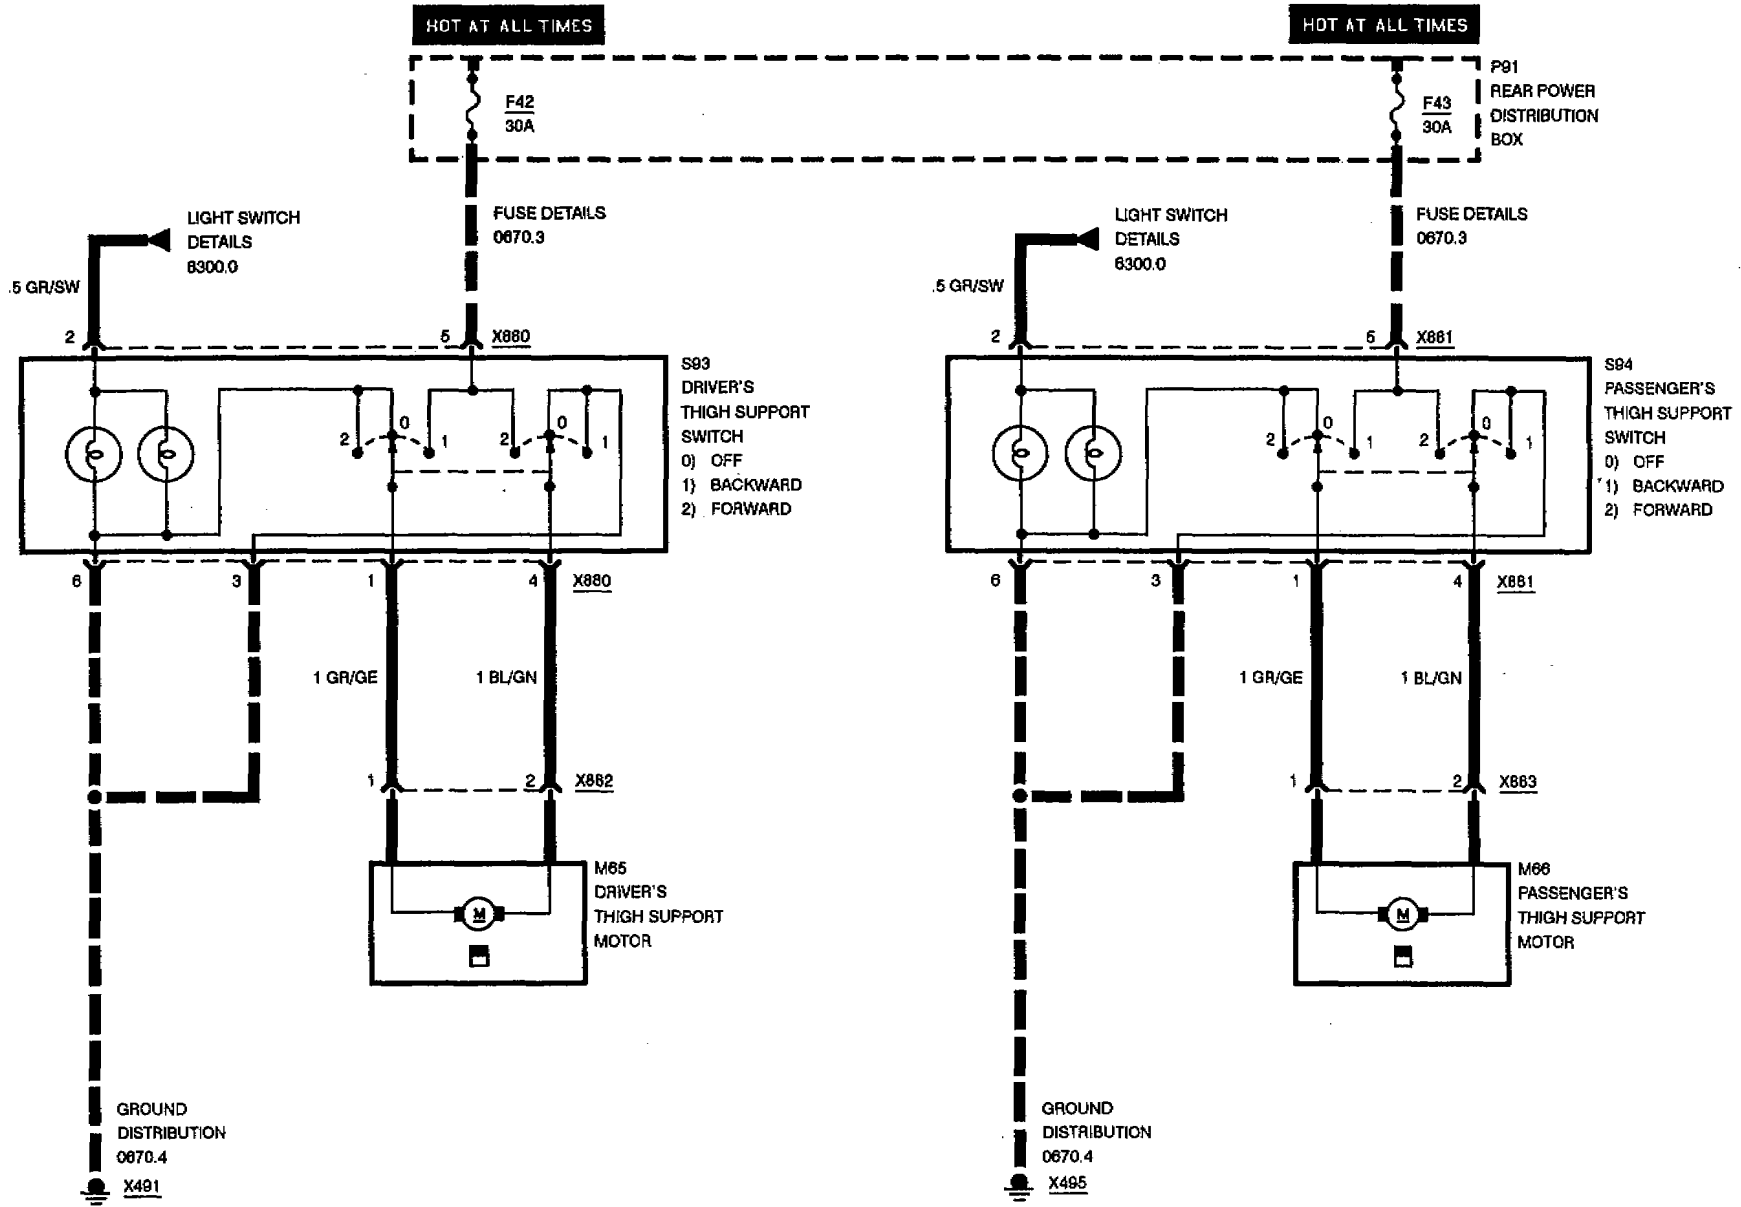 HOT AT ALL TIMES
HOT AT ALL TIMES
P91
REAR POWER
DISTRIBUTION
BOX
F42
30A
F43
30A
LIGHT SWITCH
DETAILS
6300.0
FUSE DETAILS
0670.3
LIGHT SWITCH
DETAILS
6300.0
FUSE DETAILS
0670.3
.5 GR/SW
.5 GR/SW
2
5
X880
2
5
X881
S93
DRIVER'S
THIGH SUPPORT
SWITCH
0) OFF
1) BACKWARD
2) FORWARD
2
0
1
2
0
1
S94
PASSENGER'S
THIGH SUPPORT
SWITCH
0) OFF
1) BACKWARD
2) FORWARD
2
0
1
2
0
1
6
3
1
4
X880
6
3
1
4
X881
1 GR/GE
1 BL/GN
1 GR/GE
1 BL/GN
1
2
X882
1
2
X883
M65
DRIVER'S
THIGH SUPPORT
MOTOR
M
M66
PASSENGER'S
THIGH SUPPORT
MOTOR
M
GROUND
DISTRIBUTION
0670.4
X491
GROUND
DISTRIBUTION
0670.4
X495